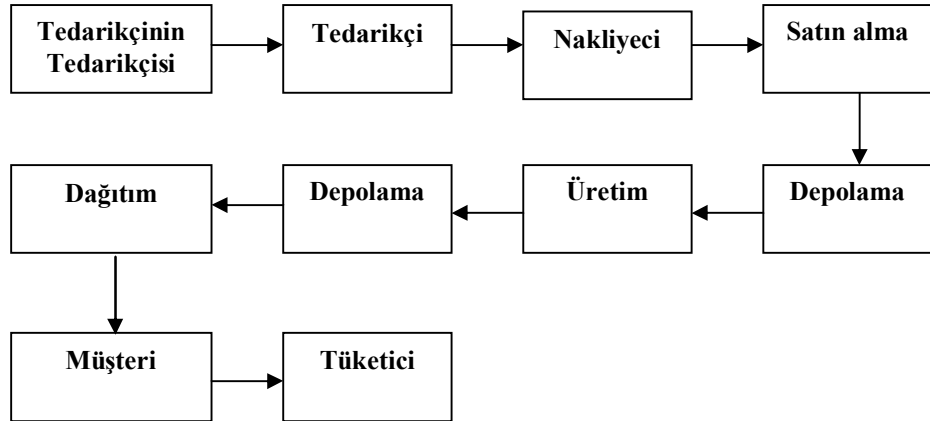 Tedarikçinin
Tedarikçisi
Tedarikçi
Nakliyeci
Satın alma
Depolama
Üretim
Depolama
Dağıtım
Müşteri
Tüketici